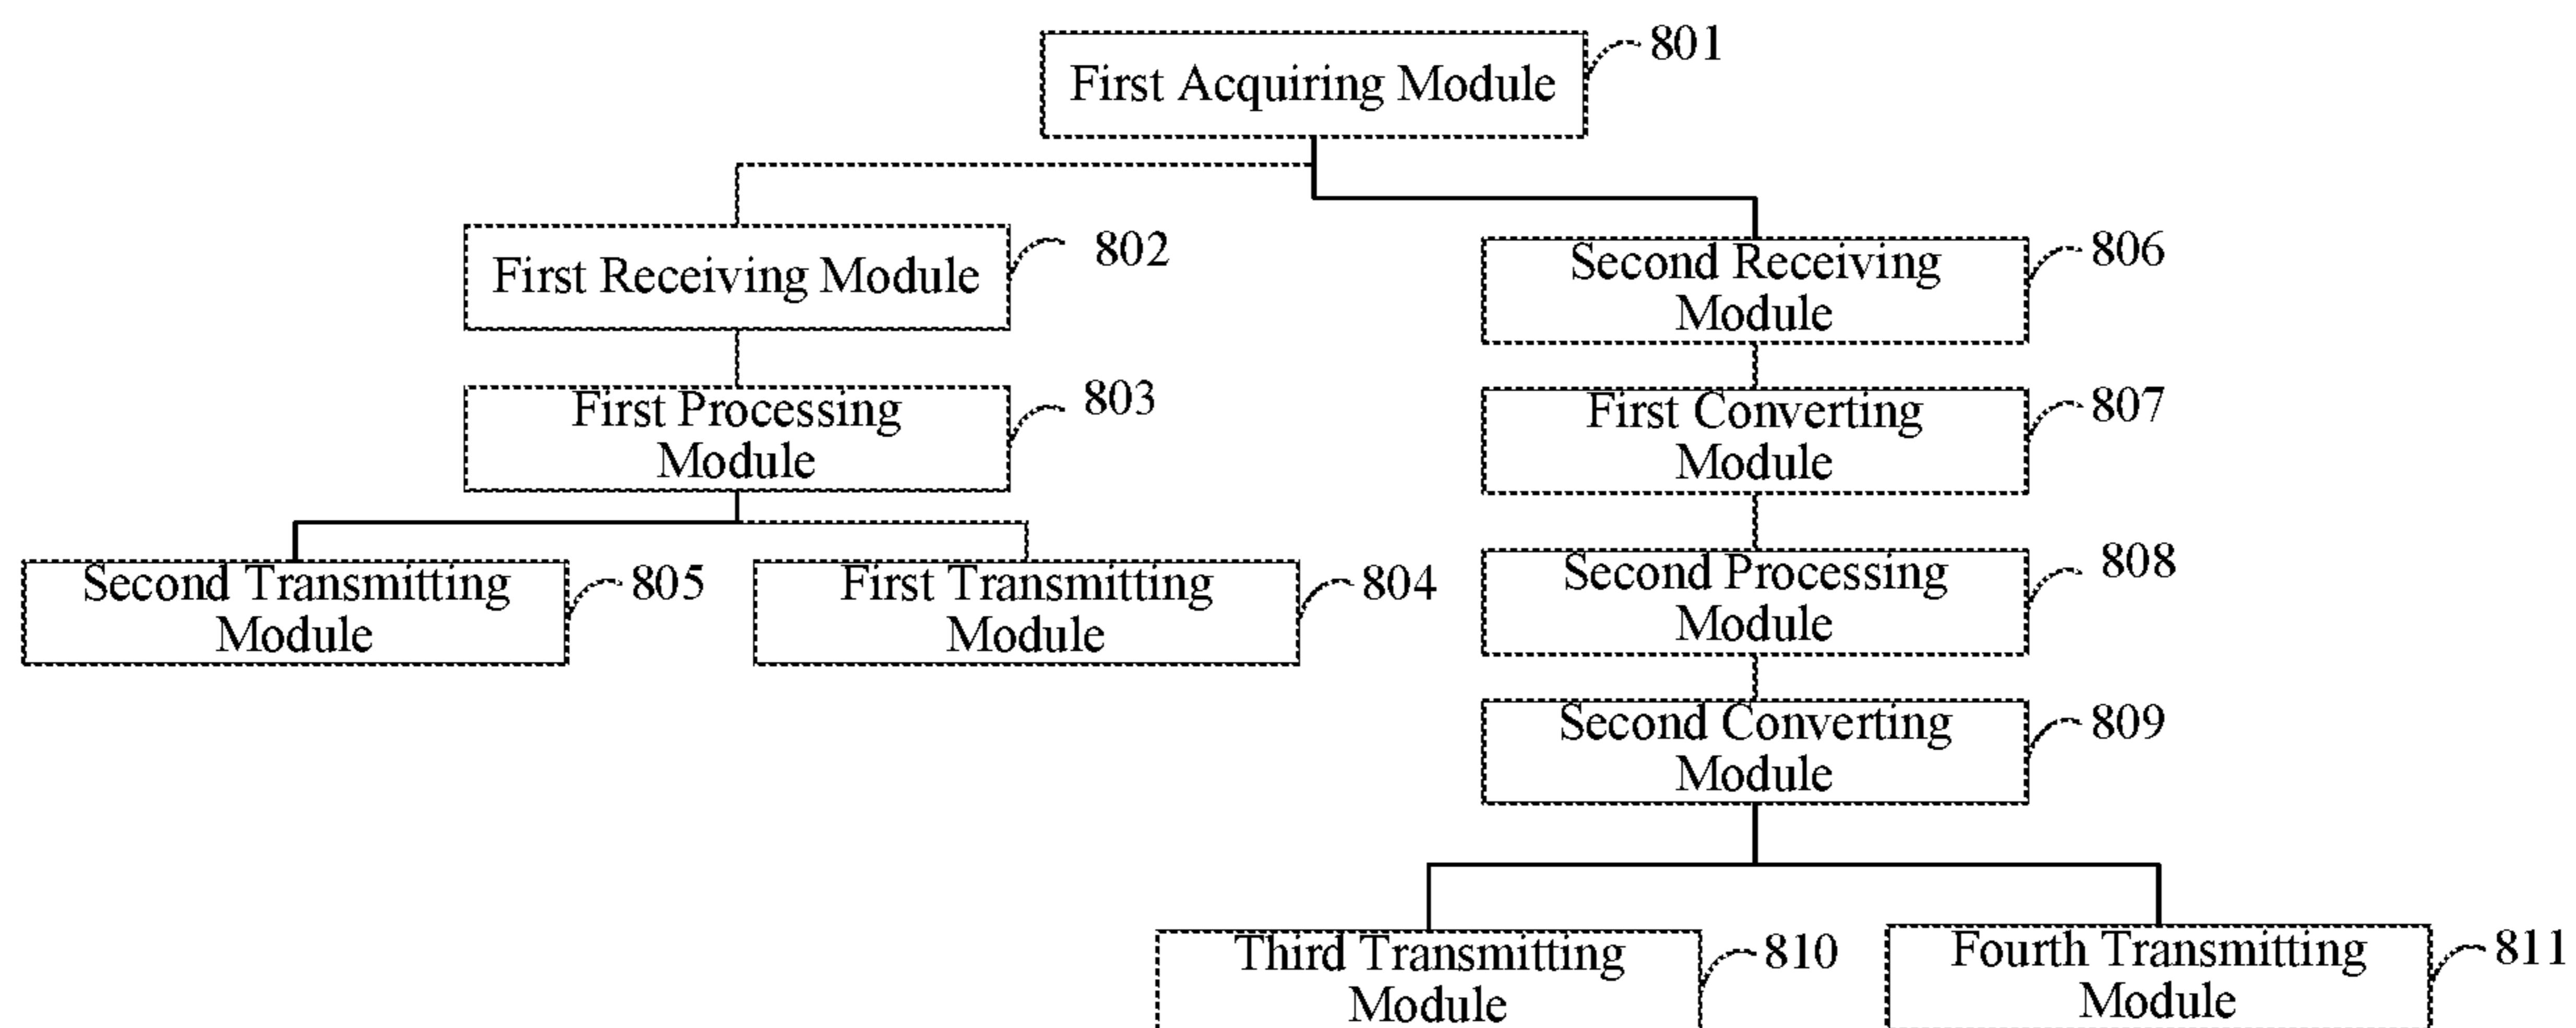 First Acquiring Module
801
First Receiving Module
802
Second Receiving
Module
806
First Processing
Module
803
First Converting
Module
807
Second Transmitting
Module
805
First Transmitting
Module
804
Second Processing
Module
808
Second Converting
Module
809
Third Transmitting
Module
810
Fourth Transmitting
Module
811